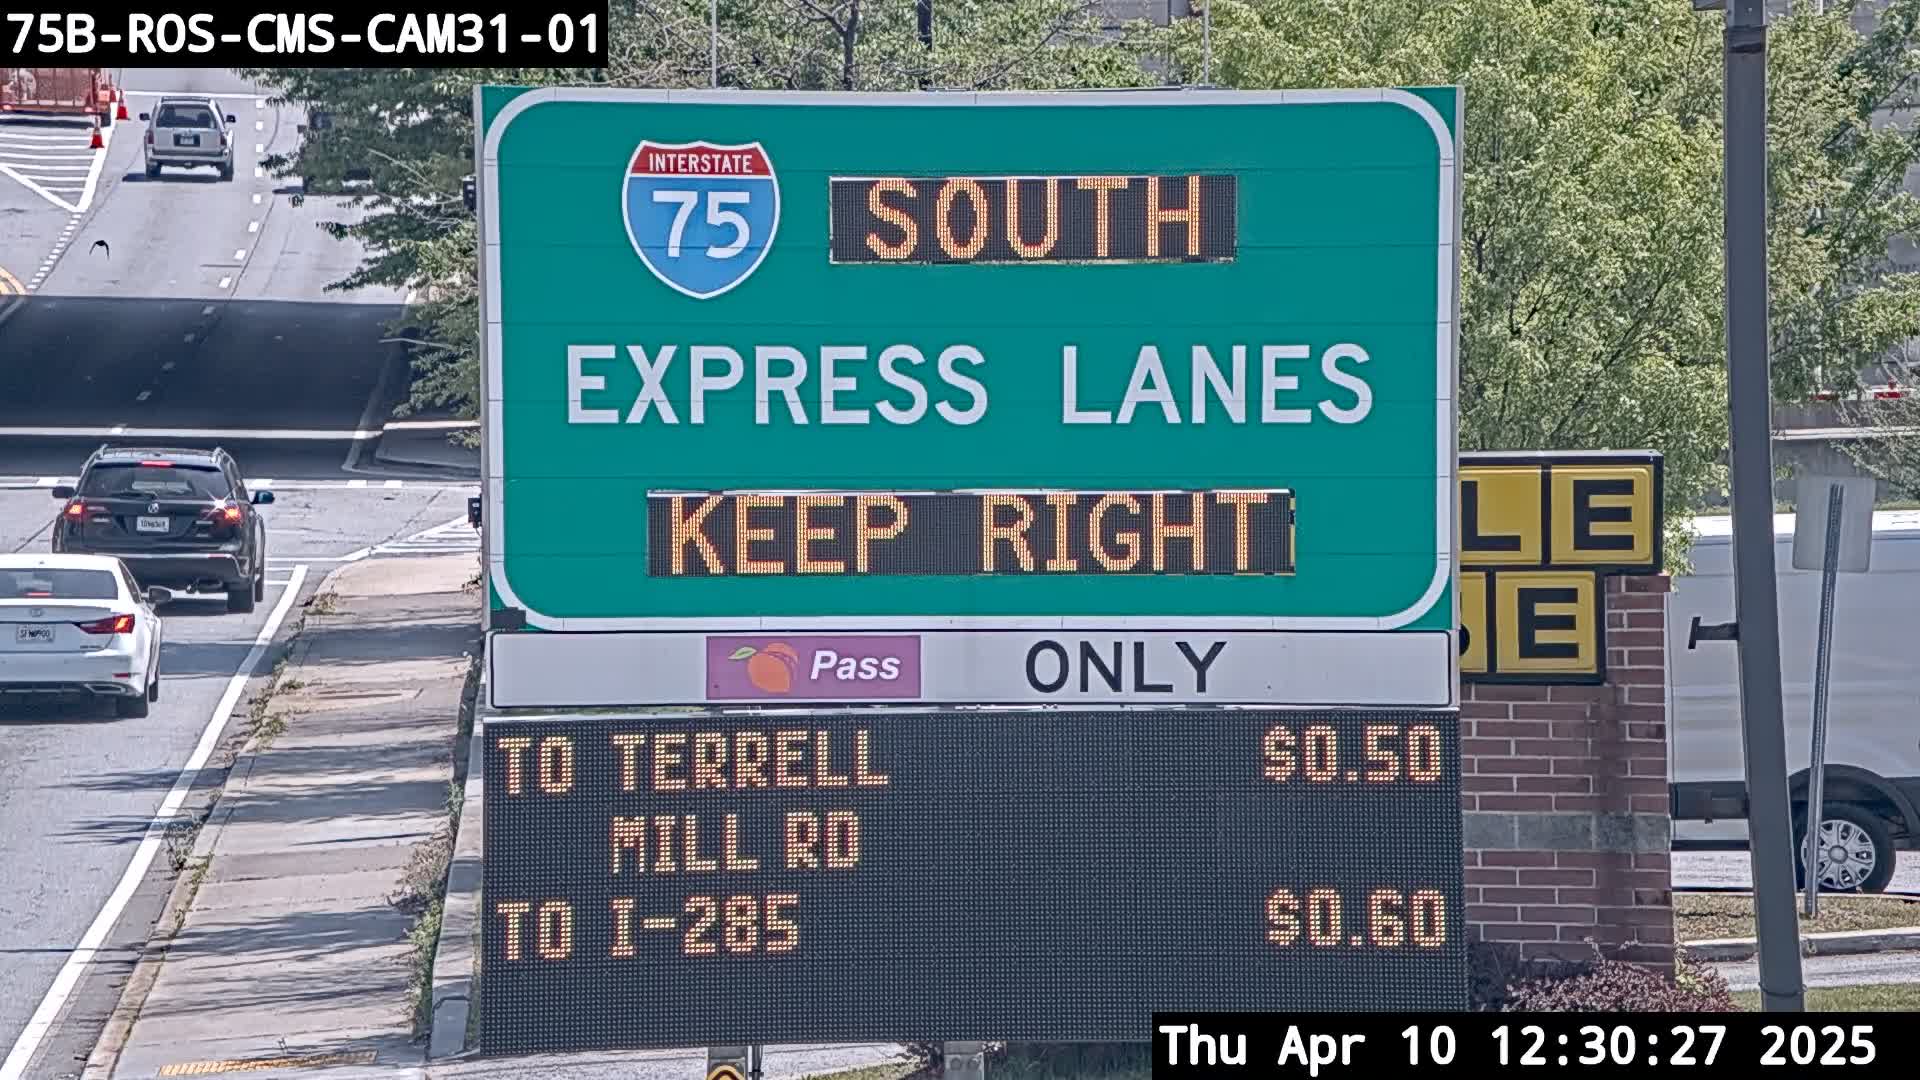 75B-ROS-CMS-CAM31-01
INTERSTATE
75
SOUTH
EXPRESS LANES
KEEP RIGHT
Pass ONLY
TO TERRELL $0.50
MILL RD
TO I-285 $0.60
LE
E
Thu Apr 10 12:30:27 2025